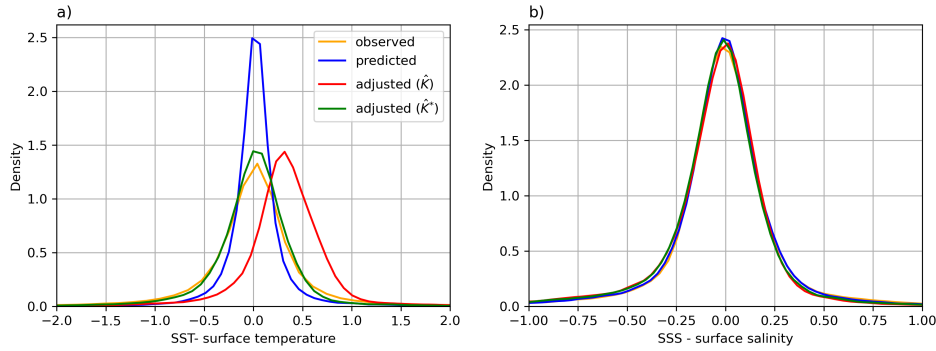 a)
2.5
2.0
1.5
1.0
0.5
0.0
Density
−2.0 −1.5 −1.0 −0.5 0.0 0.5 1.0 1.5 2.0
SST- surface temperature
observed
predicted
adjusted (K̂)
adjusted (K̂*)
b)
2.5
2.0
1.5
1.0
0.5
0.0
Density
−1.00 −0.75 −0.50 −0.25 0.00 0.25 0.50 0.75 1.00
SSS - surface salinity